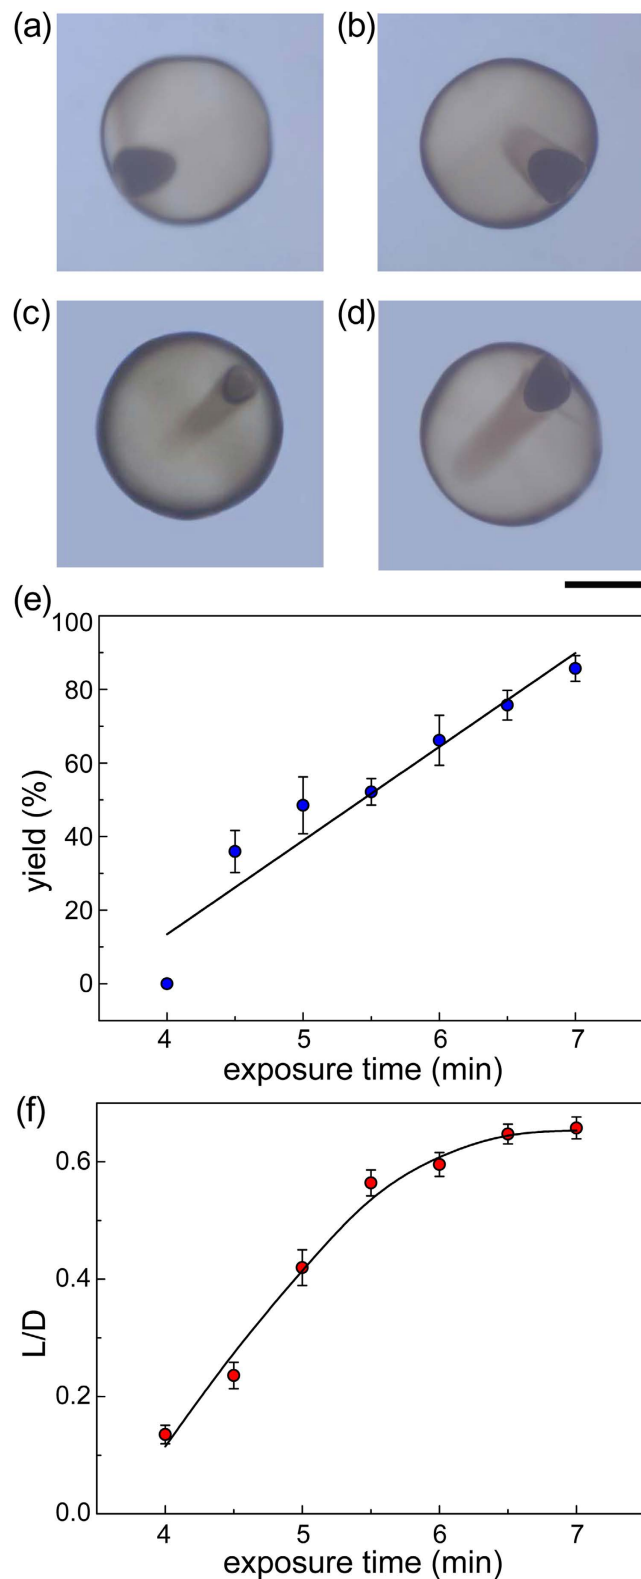 (a)
(b)
(c)
(d)
(e)
100
80
60
40
20
0
yield (%)
4 5 6 7
exposure time (min)
(f)
0.6
0.4
0.2
0.0
L/D
4 5 6 7
exposure time (min)